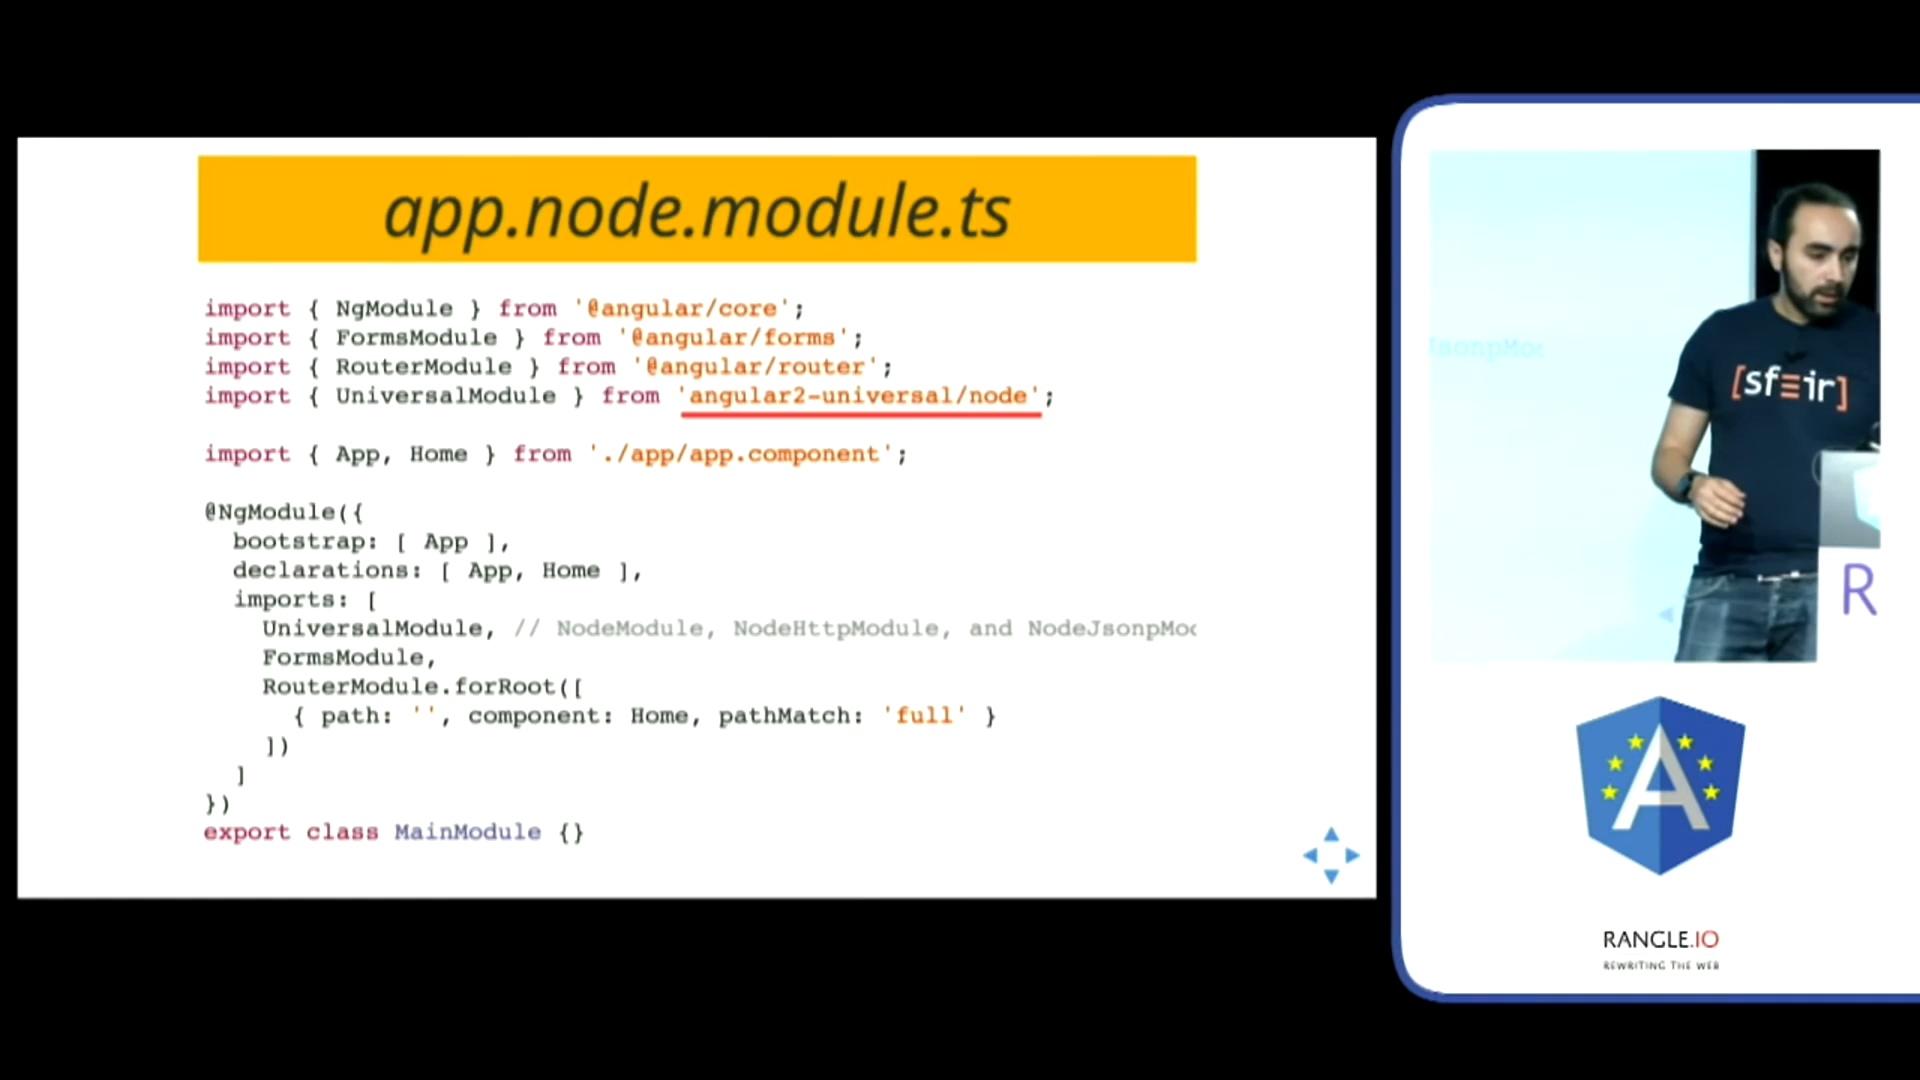 app.node.module.ts
import { NgModule } from '@angular/core';
import { FormsModule } from '@angular/forms';
import { RouterModule } from '@angular/router';
import { UniversalModule } from 'angular2-universal/node';
import { App, Home } from './app/app.component';
@NgModule({
  bootstrap: [ App ],
  declarations: [ App, Home ],
  imports: [
    UniversalModule, // NodeModule, NodeHttpModule, and NodeJsonpMoc
    FormsModule,
    RouterModule.forRoot([
      { path: '', component: Home, pathMatch: 'full' }
    ])
  ]
})
export class MainModule {}
JsonpMod
[sfeir]
R
A
RANGLE.IO
REWRITING THE WEB